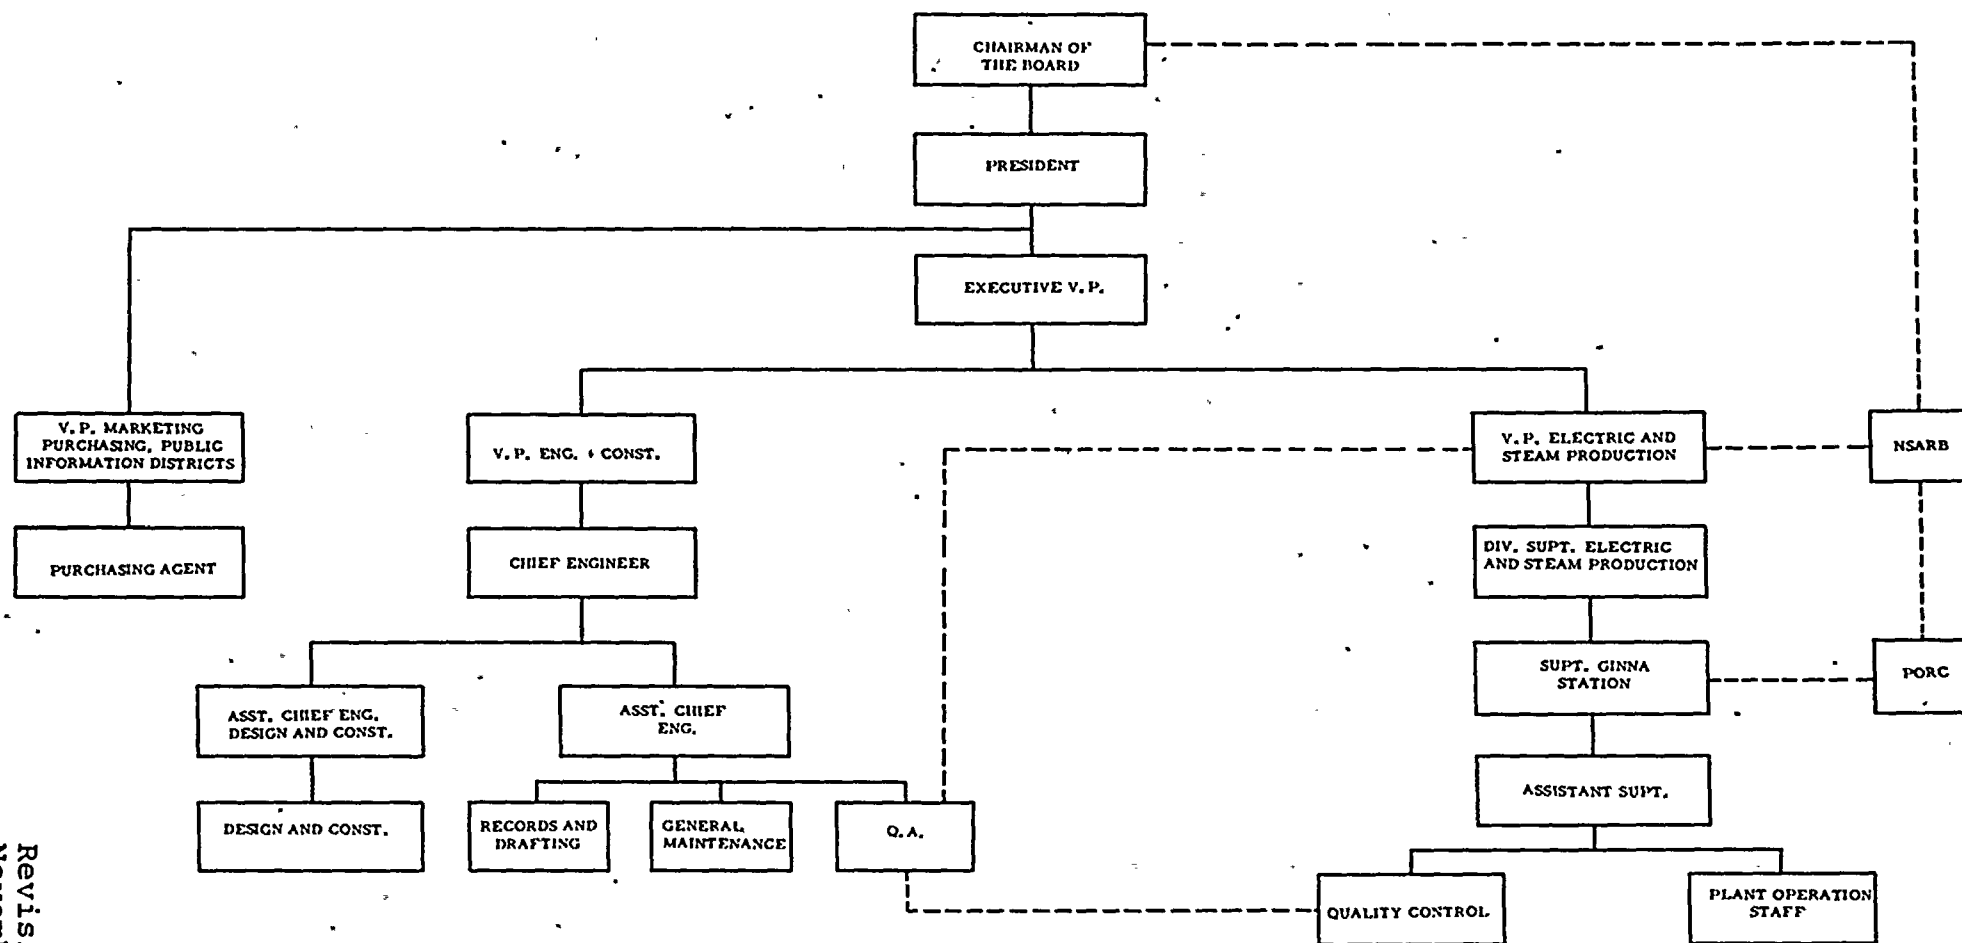 CHAIRMAN OF
THE BOARD
PRESIDENT
EXECUTIVE V.P.
V.P. MARKETING
PURCHASING, PUBLIC
INFORMATION DISTRICTS
V.P. ENG. & CONST.
V.P. ELECTRIC AND
STEAM PRODUCTION
NSARB
PURCHASING AGENT
CHIEF ENGINEER
DIV. SUPT. ELECTRIC
AND STEAM PRODUCTION
SUPT. GINNA
STATION
PORC
ASST. CHIEF ENG.
DESIGN AND CONST.
ASST. CHIEF
ENG.
ASSISTANT SUPT.
DESIGN AND CONST.
RECORDS AND
DRAFTING
GENERAL
MAINTENANCE
Q.A.
QUALITY CONTROL
PLANT OPERATION
STAFF